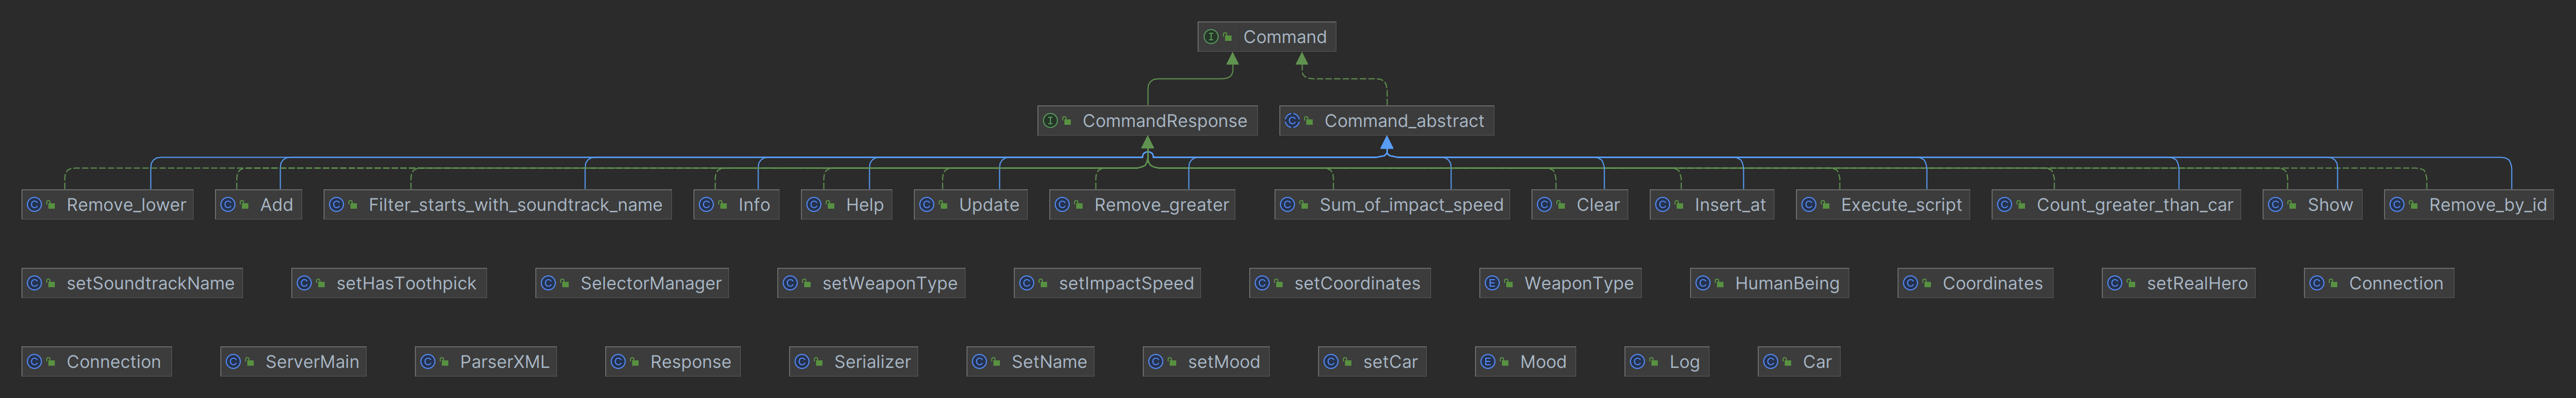 Command
CommandResponse Command_abstract
Remove_lower Add Filter_starts_with_soundtrack_name Info Help Update Remove_greater Sum_of_impact_speed Clear Insert_at Execute_script Count_greater_than_car Show Remove_by_id
setSoundtrackName setHasToothpick SelectorManager setWeaponType setImpactSpeed setCoordinates WeaponType HumanBeing Coordinates setRealHero Connection
Connection ServerMain ParserXML Response Serializer SetName setMood setCar Mood Log Car